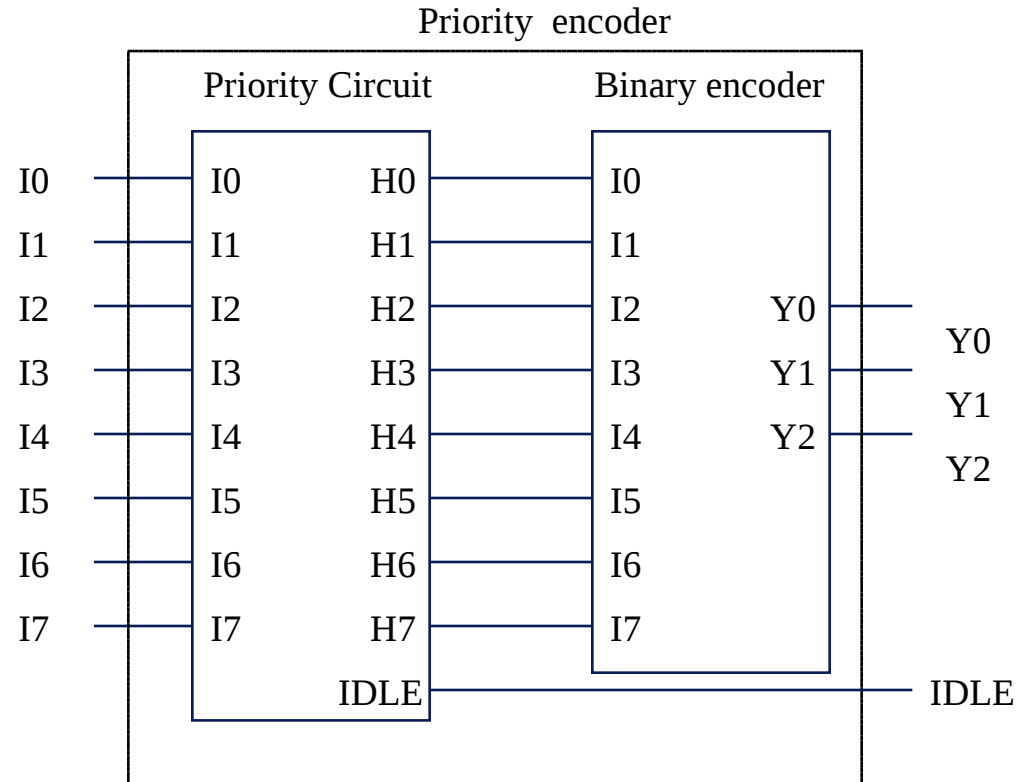 Priority encoder
Priority Circuit Binary encoder
I0 I0 H0 I0
I1 I1 H1 I1
I2 I2 H2 I2 Y0
Y0
I3 I3 H3 I3 Y1
Y1
I4 I4 H4 I4 Y2
Y2
I5 I5 H5 I5
I6 I6 H6 I6
I7 I7 H7 I7
IDLE IDLE